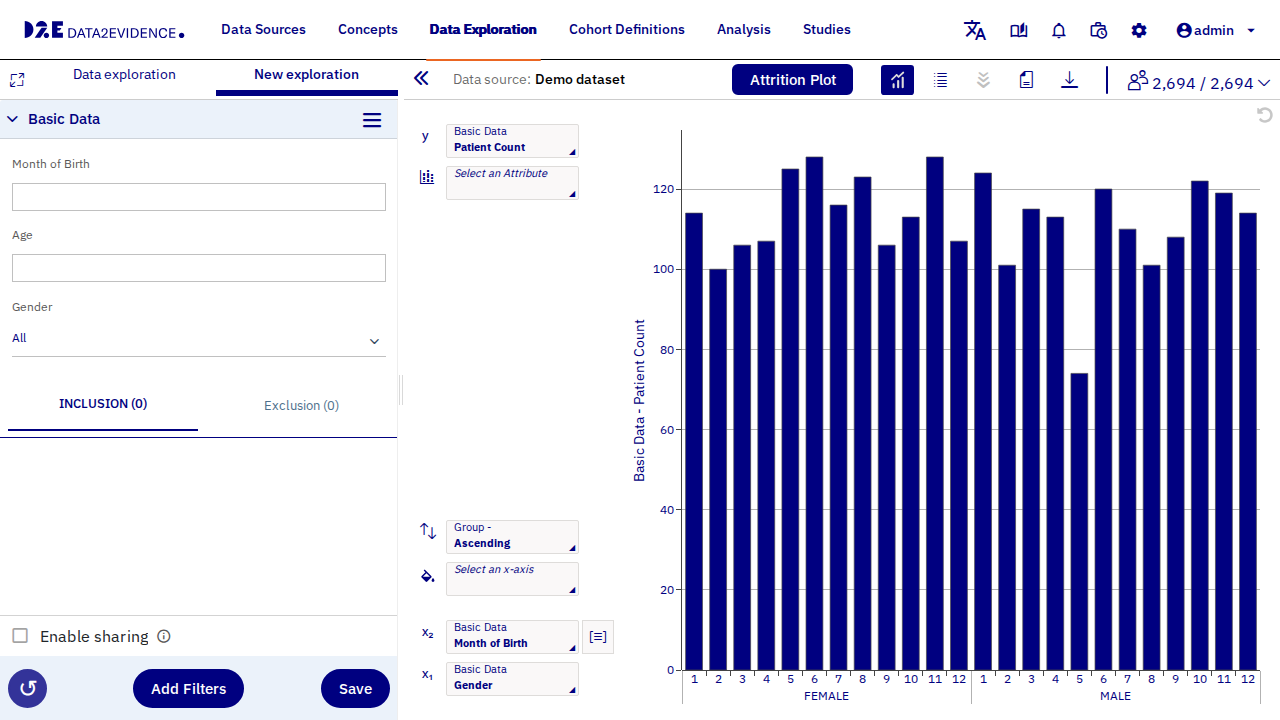 D2E DATA2EVIDENCE.
Data Sources
Concepts
Data Exploration
Cohort Definitions
Analysis
Studies
admin
Data exploration
New exploration
Data source: Demo dataset
Attrition Plot
2,694 / 2,694
Basic Data
Month of Birth
Age
Gender
All
INCLUSION (0)
Exclusion (0)
Enable sharing
Add Filters
Save
y
Basic Data
Patient Count
Select an Attribute
Group -
Ascending
Select an x-axis
x₂
Basic Data
Month of Birth
[≡]
x₁
Basic Data
Gender
Basic Data - Patient Count
120
100
80
60
40
20
0
1 2 3 4 5 6 7 8 9 10 11 12 1 2 3 4 5 6 7 8 9 10 11 12
FEMALE MALE